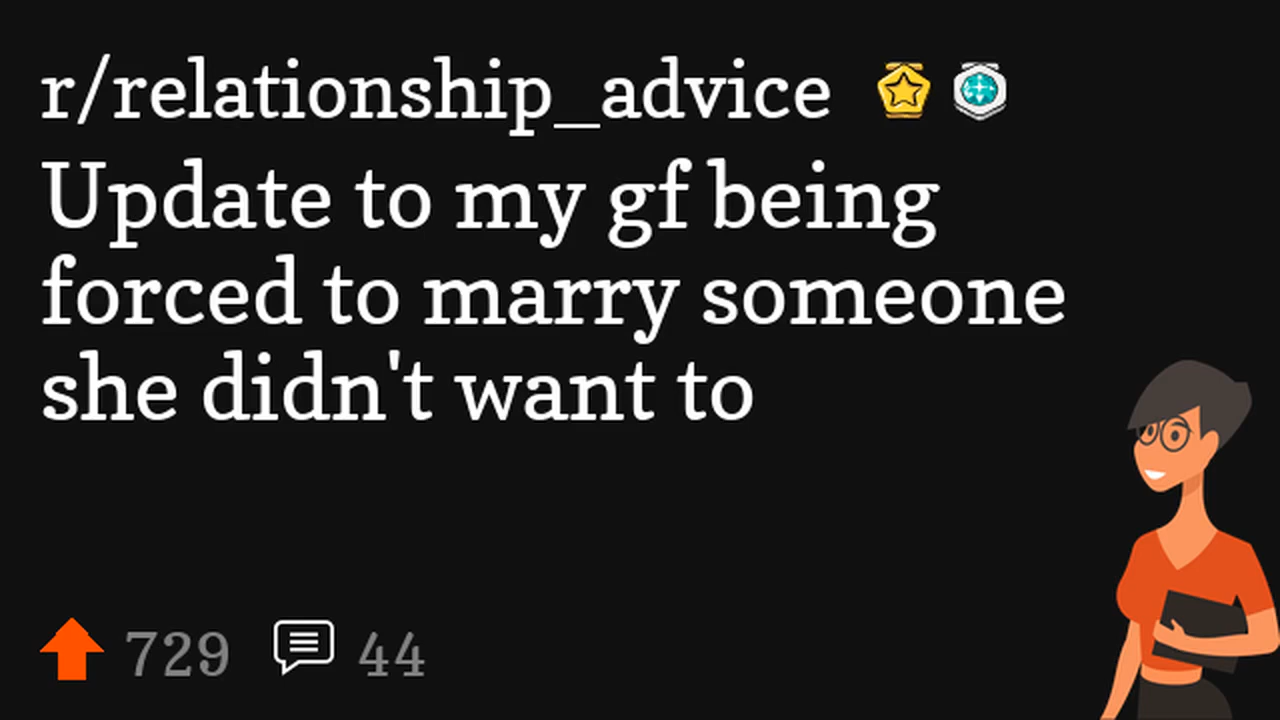 r/relationship_advice
Update to my gf being
forced to marry someone
she didn't want to
729 44